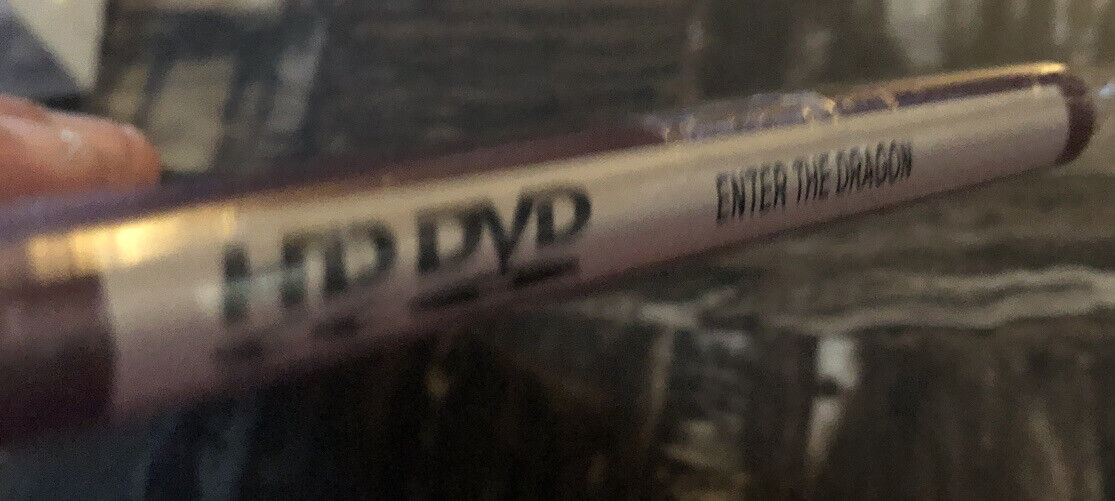 HD DVD
ENTER THE DRAGON